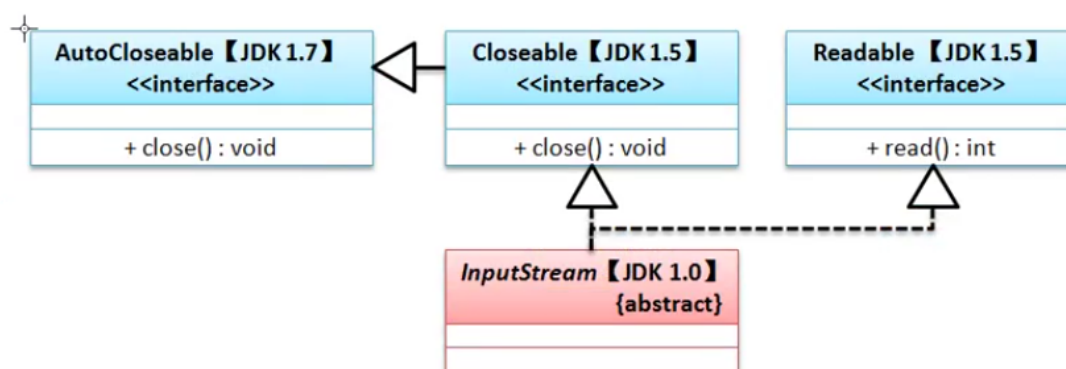 AutoCloseable【JDK 1.7】
<<interface>>
+ close() : void
Closeable【JDK 1.5】
<<interface>>
+ close() : void
Readable【JDK 1.5】
<<interface>>
+ read() : int
InputStream【JDK 1.0】
{abstract}